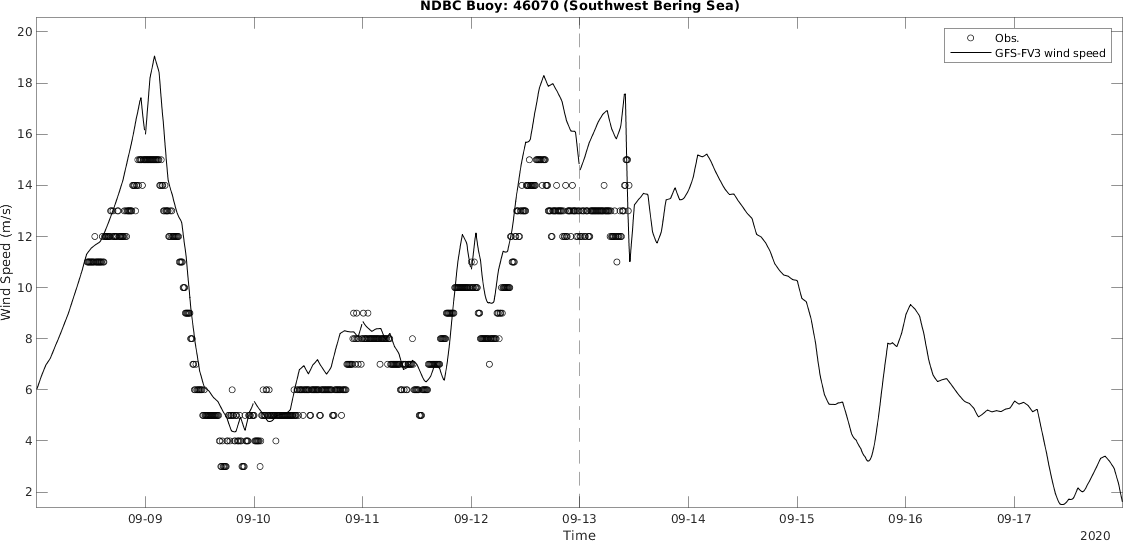 NDBC Buoy: 46070 (Southwest Bering Sea)
Obs.
GFS-FV3 wind speed
Wind Speed (m/s)
20
18
16
14
12
10
8
6
4
2
09-09 09-10 09-11 09-12 09-13 09-14 09-15 09-16 09-17
Time
2020